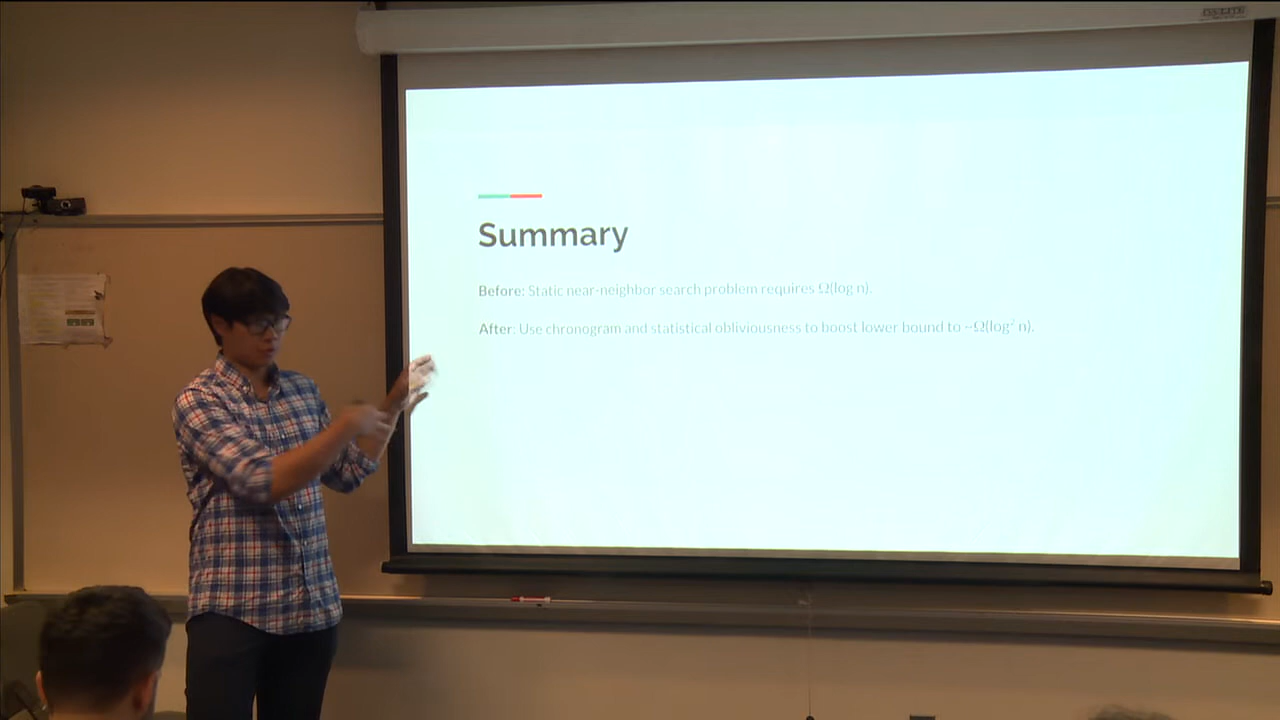 Summary
Before: Static near-neighbor search problem requires Ω(log n).
After: Use chronogram and statistical obliviousness to boost lower bound to ~Ω(log² n).